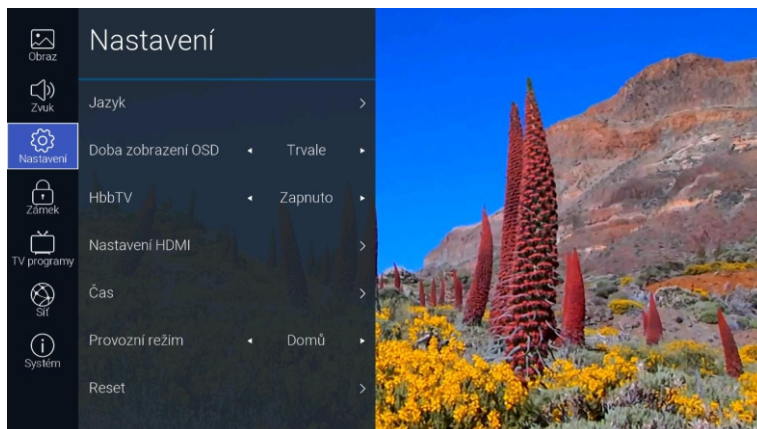 Obraz
Zvuk
Nastavení
Zámek
TV programy
Síť
Systém
Nastavení
Jazyk
Doba zobrazení OSD Trvale
HbbTV Zapnuto
Nastavení HDMI
Čas
Provozní režim Domů
Reset